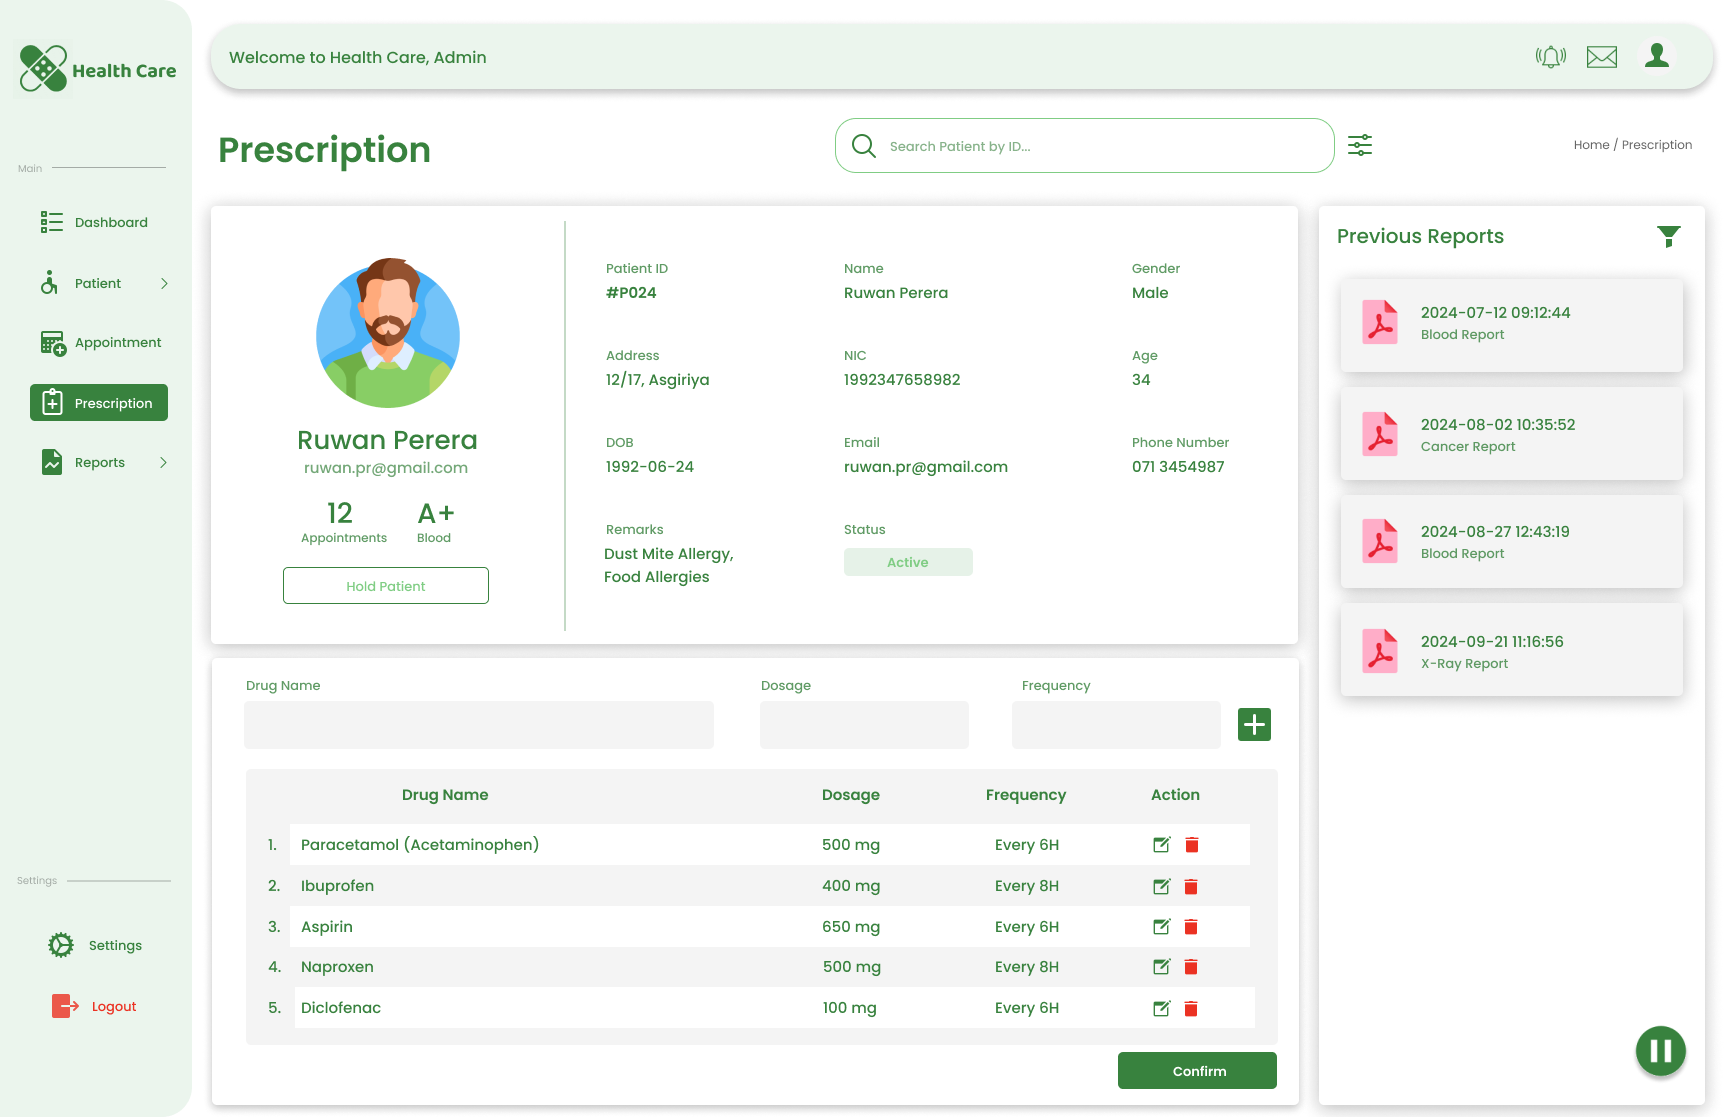 Health Care
Welcome to Health Care, Admin
Prescription
Search Patient by ID...
Home / Prescription
Main
Dashboard
Patient
Appointment
Prescription
Reports
Settings
Settings
Logout
Ruwan Perera
ruwan.pr@gmail.com
12
Appointments
A+
Blood
Hold Patient
Patient ID
#P024
Name
Ruwan Perera
Gender
Male
Address
12/17, Asgiriya
NIC
1992347658982
Age
34
DOB
1992-06-24
Email
ruwan.pr@gmail.com
Phone Number
071 3454987
Remarks
Dust Mite Allergy,
Food Allergies
Status
Active
Previous Reports
2024-07-12 09:12:44
Blood Report
2024-08-02 10:35:52
Cancer Report
2024-08-27 12:43:19
Blood Report
2024-09-21 11:16:56
X-Ray Report
Drug Name Dosage Frequency
Drug Name Dosage Frequency Action
1. Paracetamol (Acetaminophen) 500 mg Every 6H
2. Ibuprofen 400 mg Every 8H
3. Aspirin 650 mg Every 6H
4. Naproxen 500 mg Every 8H
5. Diclofenac 100 mg Every 6H
Confirm